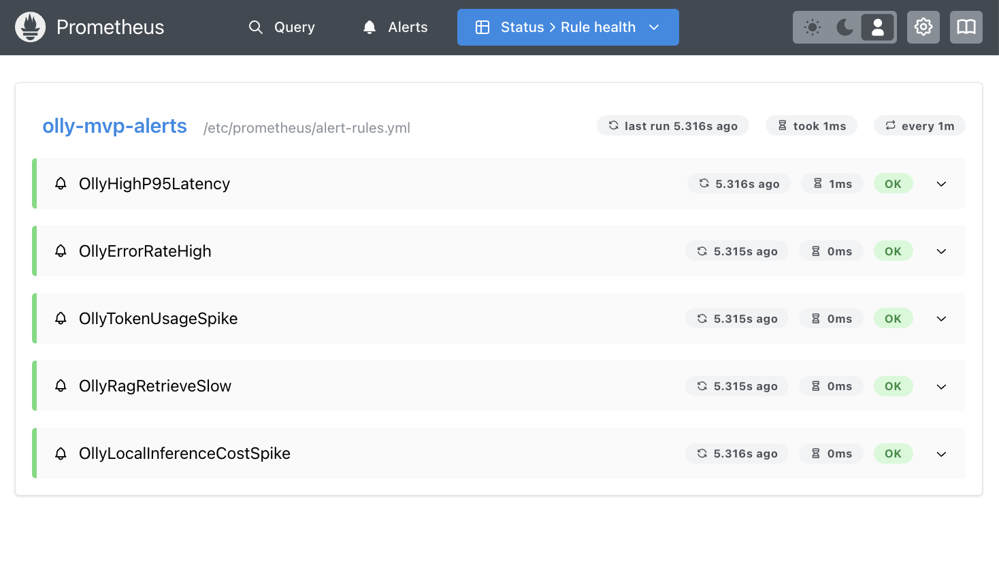 Prometheus Query Alerts Status > Rule health
olly-mvp-alerts /etc/prometheus/alert-rules.yml last run 5.316s ago took 1ms every 1m
OllyHighP95Latency 5.316s ago 1ms OK
OllyErrorRateHigh 5.315s ago 0ms OK
OllyTokenUsageSpike 5.315s ago 0ms OK
OllyRagRetrieveSlow 5.315s ago 0ms OK
OllyLocalInferenceCostSpike 5.316s ago 0ms OK